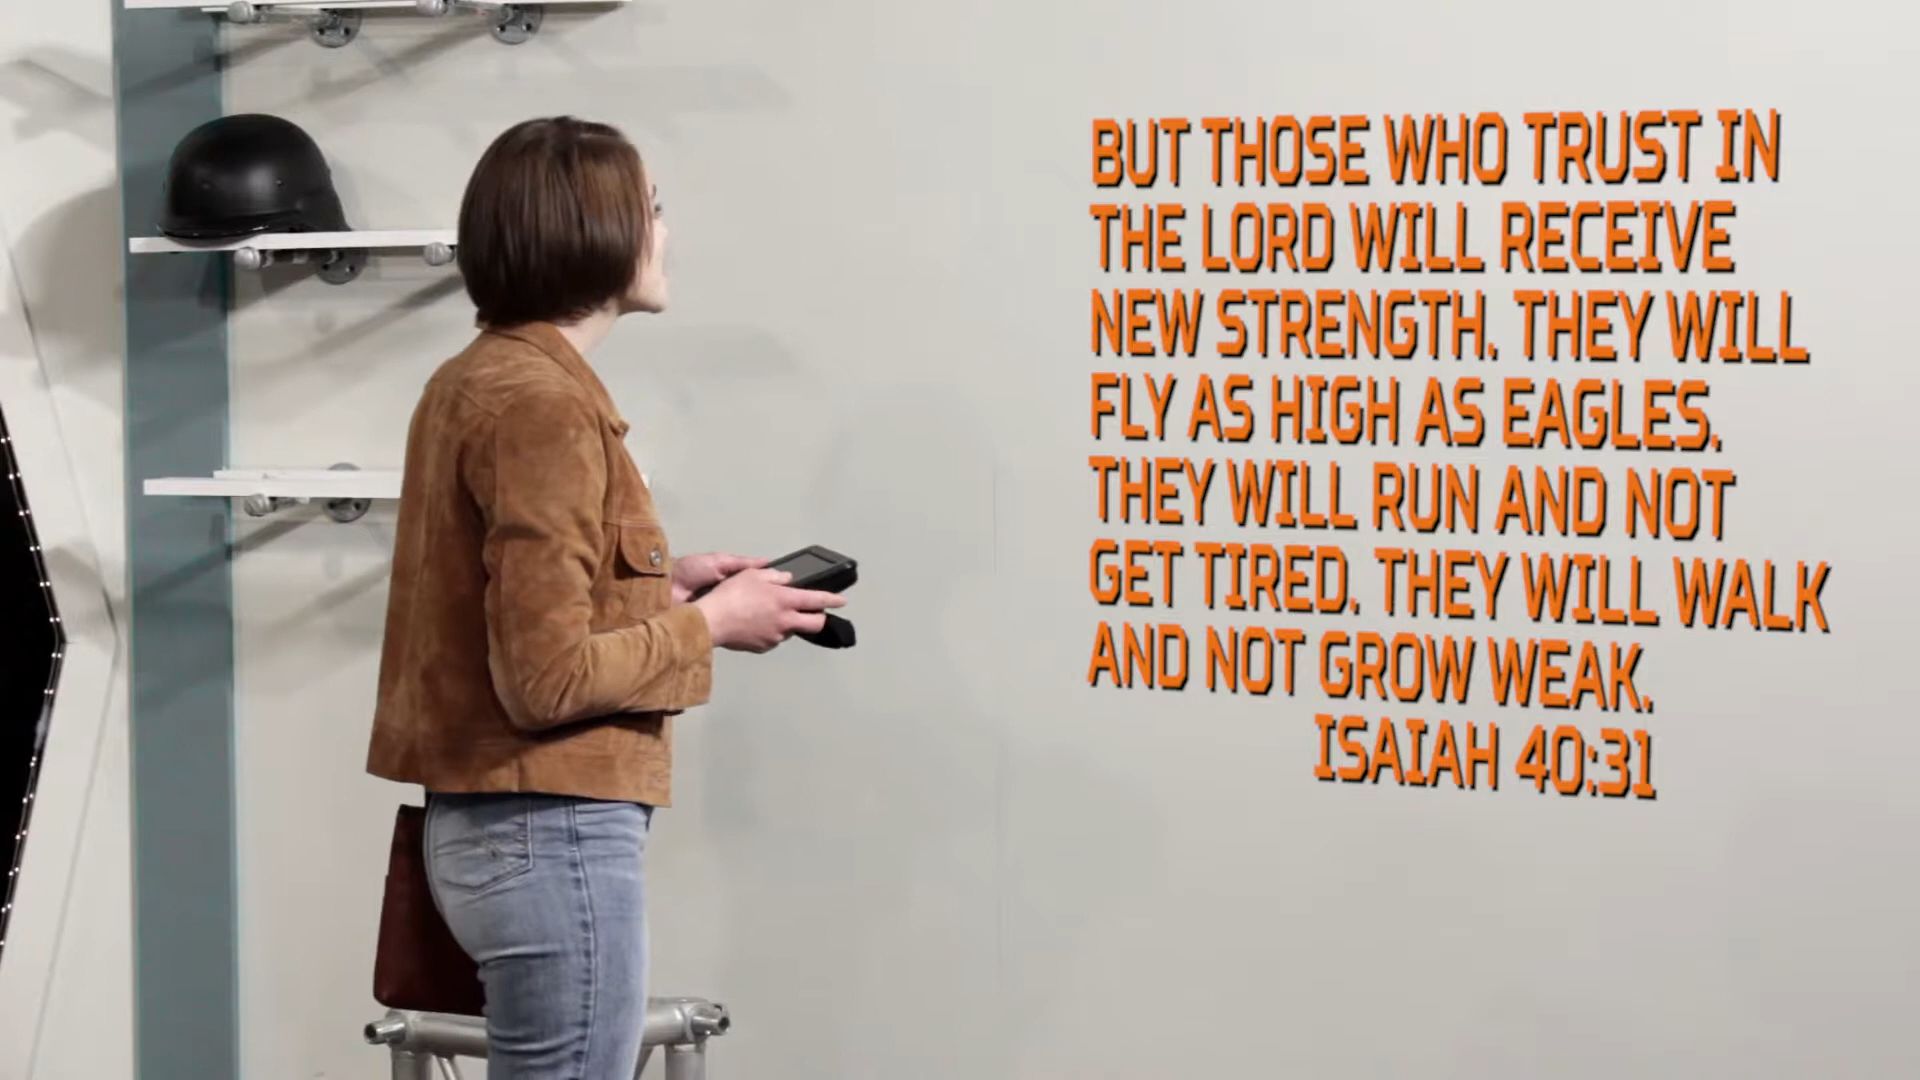 BUT THOSE WHO TRUST IN
THE LORD WILL RECEIVE
NEW STRENGTH. THEY WILL
FLY AS HIGH AS EAGLES.
THEY WILL RUN AND NOT
GET TIRED. THEY WILL WALK
AND NOT GROW WEAK.
ISAIAH 40:31